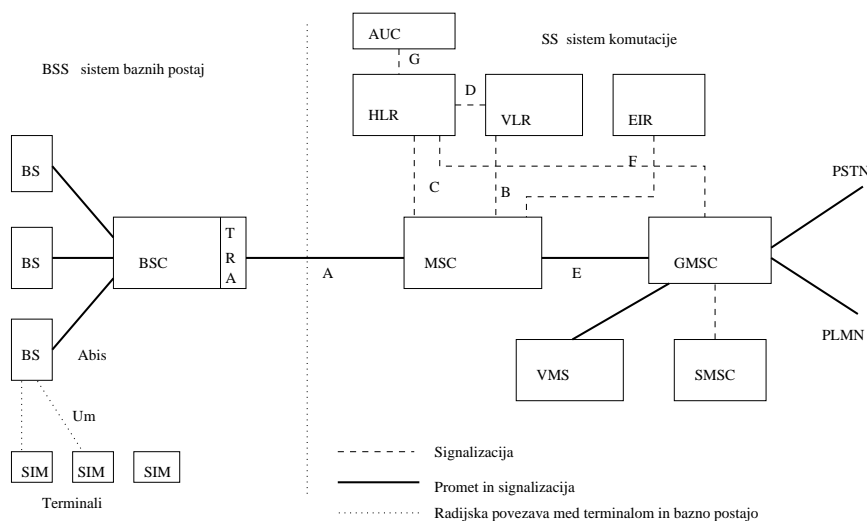 AUC
SS sistem komutacije
BSS sistem baznih postaj
G
D
HLR
VLR
EIR
BS
F
C
B
PSTN
T
R
A
BS
BSC
A
MSC
E
GMSC
BS
Abis
PLMN
VMS
SMSC
Um
Signalizacija
SIM
SIM
SIM
Promet in signalizacija
Terminali
Radijska povezava med terminalom in bazno postajo